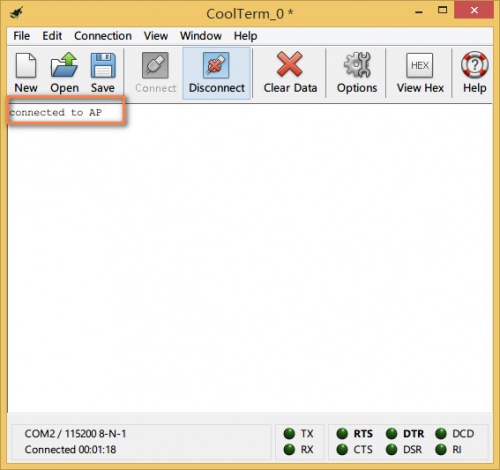 CoolTerm_0 *
File Edit Connection View Window Help
New Open Save Connect Disconnect Clear Data Options View Hex Help
HEX
connected to AP
COM2 / 115200 8-N-1
Connected 00:01:18
TX RTS DTR DCD
RX CTS DSR RI